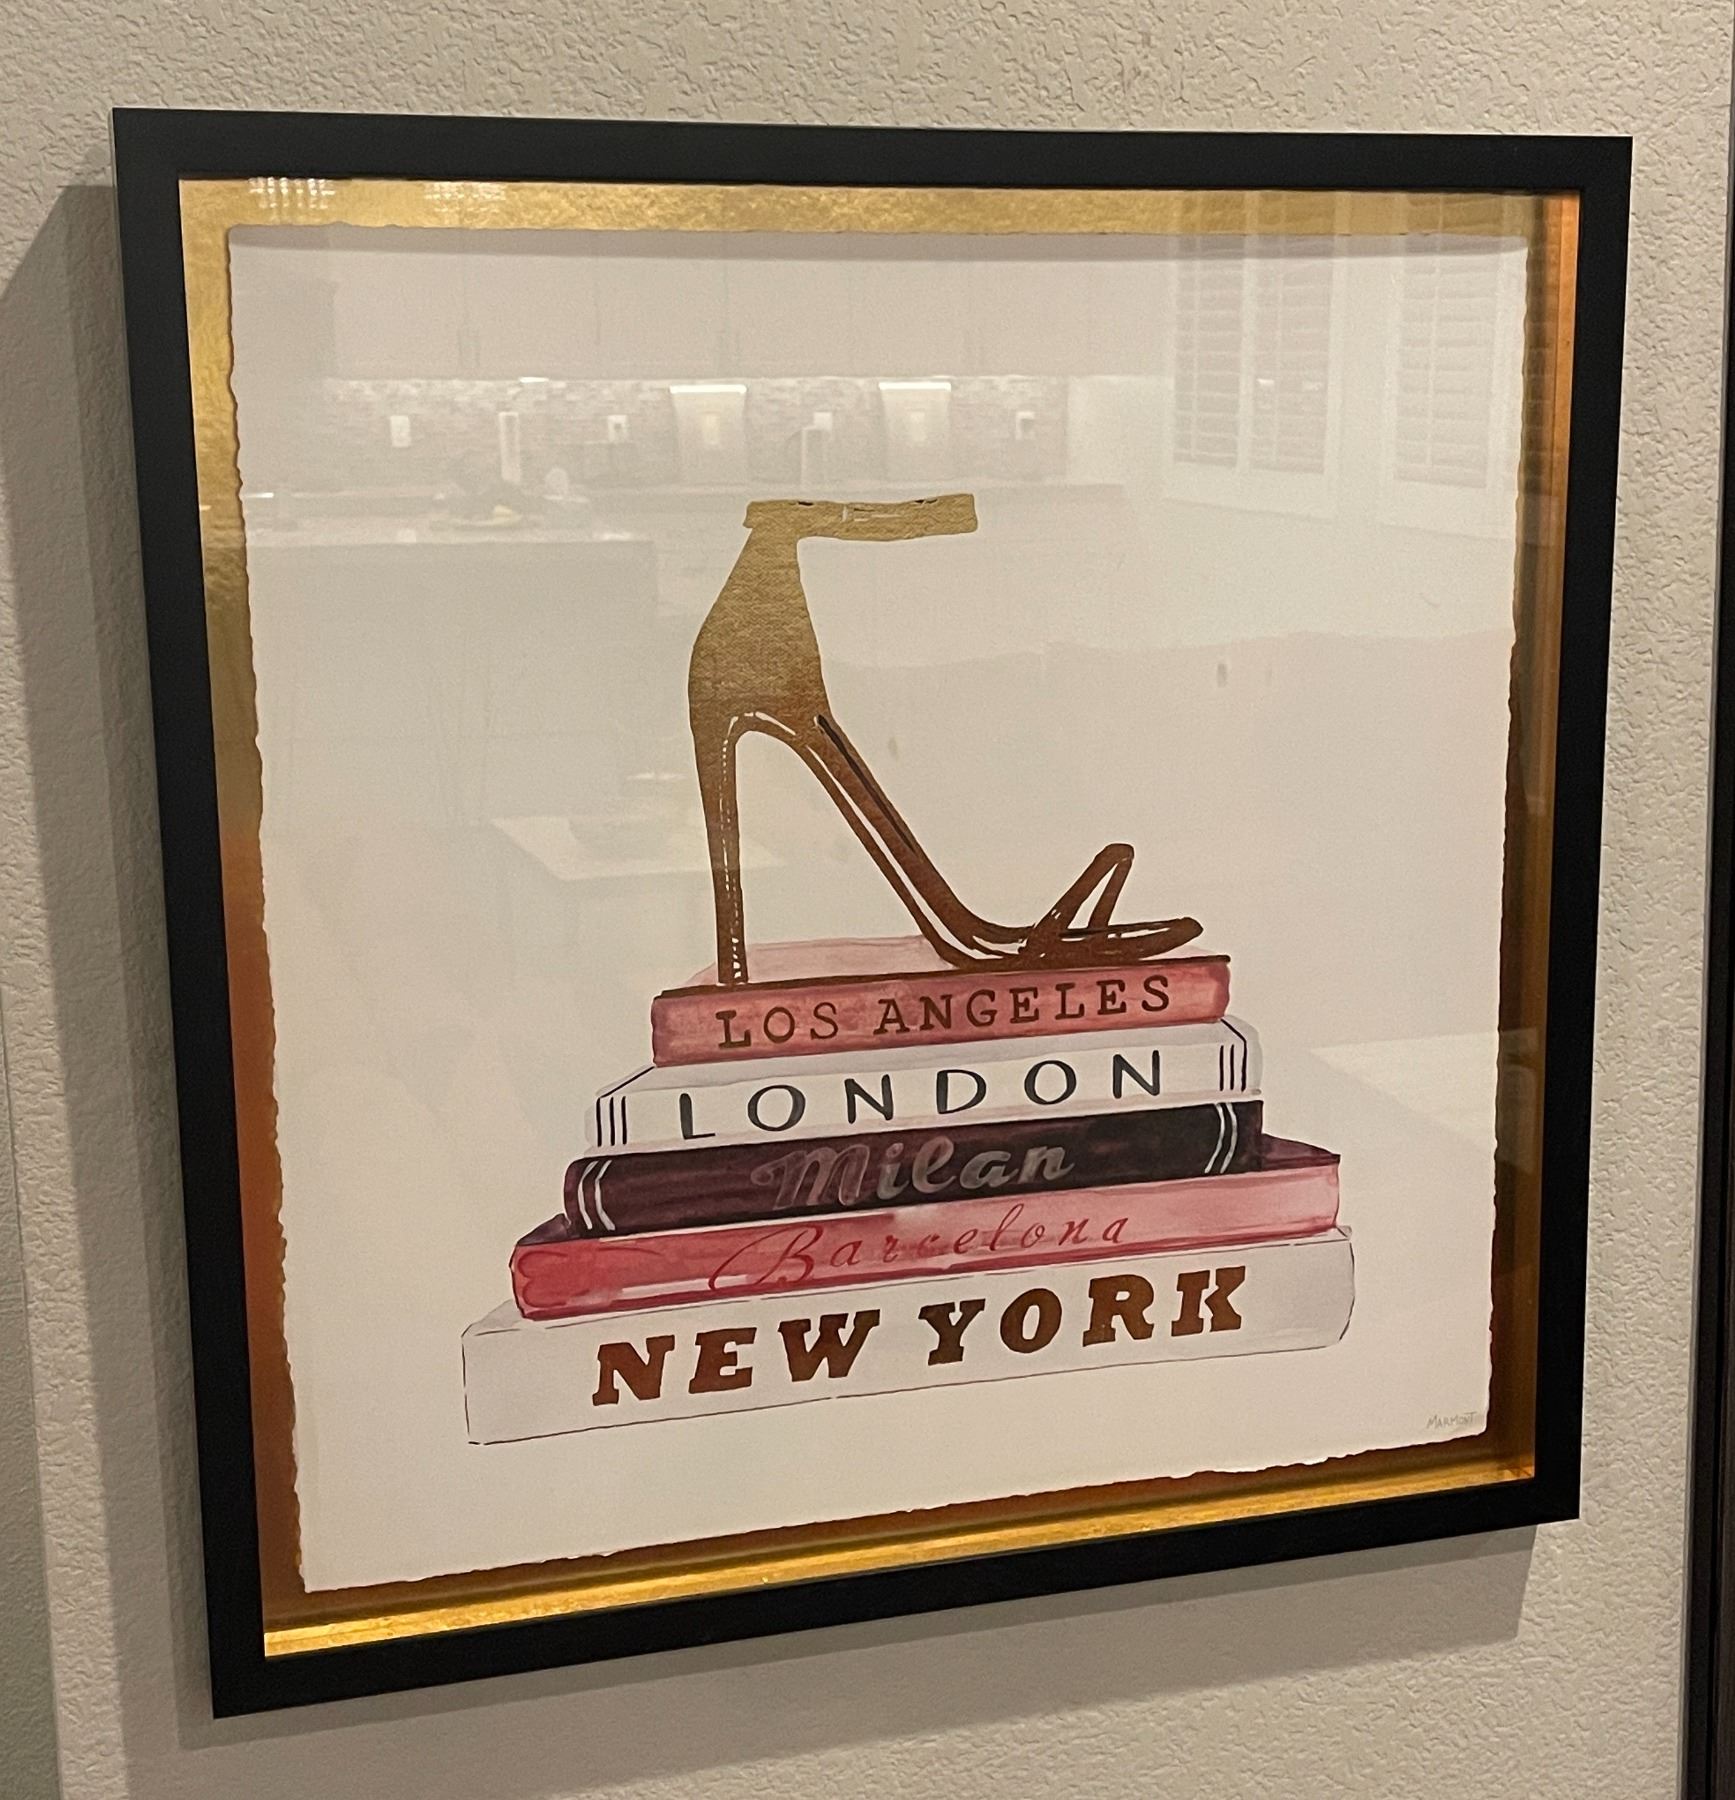 LOS ANGELES
LONDON
Milan
Barcelona
NEW YORK
MARMONT